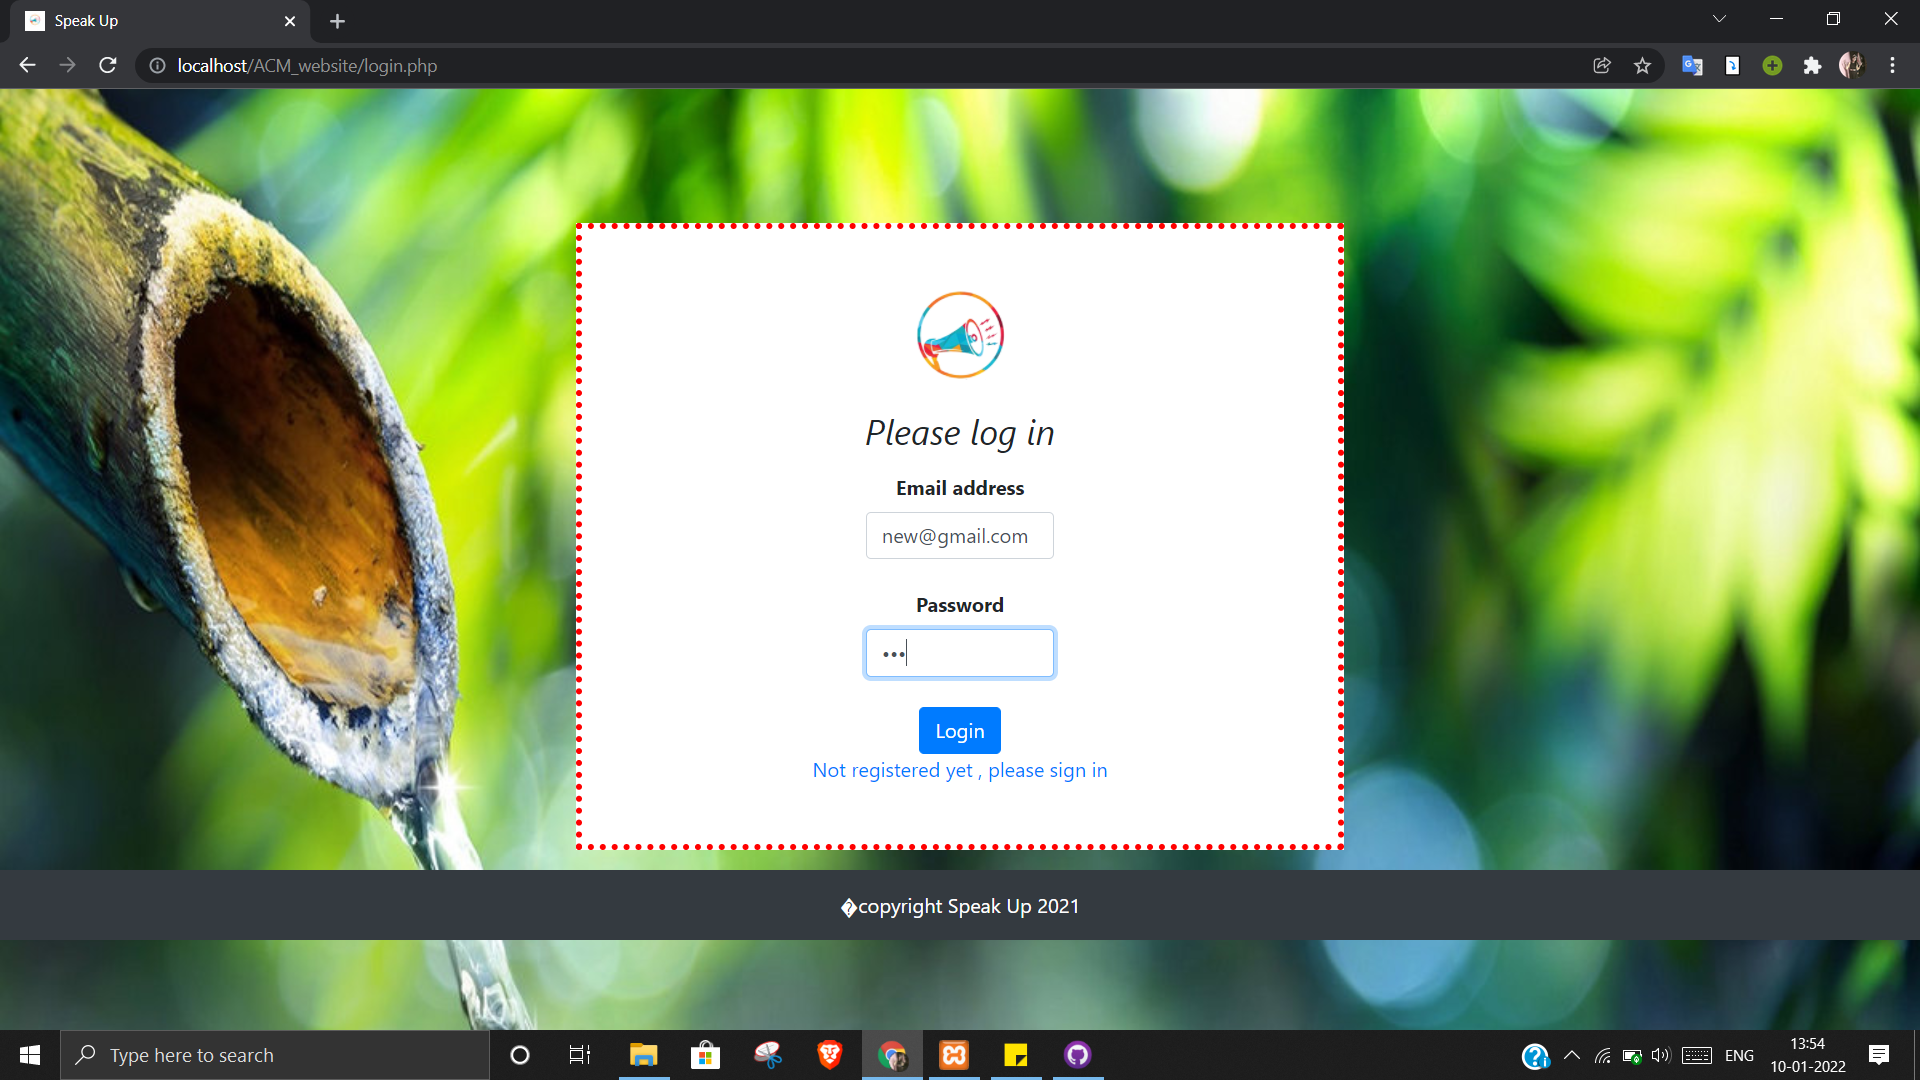 Speak Up
localhost/ACM_website/login.php
Please log in
Email address
new@gmail.com
Password
•••
Login
Not registered yet , please sign in
�copyright Speak Up 2021
Type here to search
ENG
13:54
10-01-2022